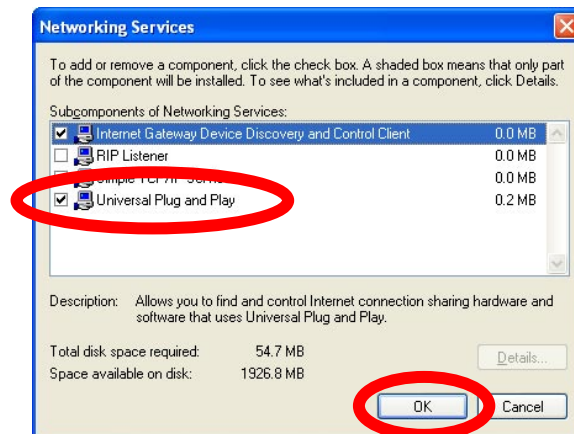 Networking Services
To add or remove a component, click the check box. A shaded box means that only part
of the component will be installed. To see what's included in a component, click Details.
Subcomponents of Networking Services:
Internet Gateway Device Discovery and Control Client 0.0 MB
RIP Listener 0.0 MB
Simple TCP/IP 0.0 MB
Universal Plug and Play 0.2 MB
Description: Allows you to find and control Internet connection sharing hardware and
software that uses Universal Plug and Play.
Total disk space required: 54.7 MB
Details...
Space available on disk: 1926.8 MB
OK Cancel